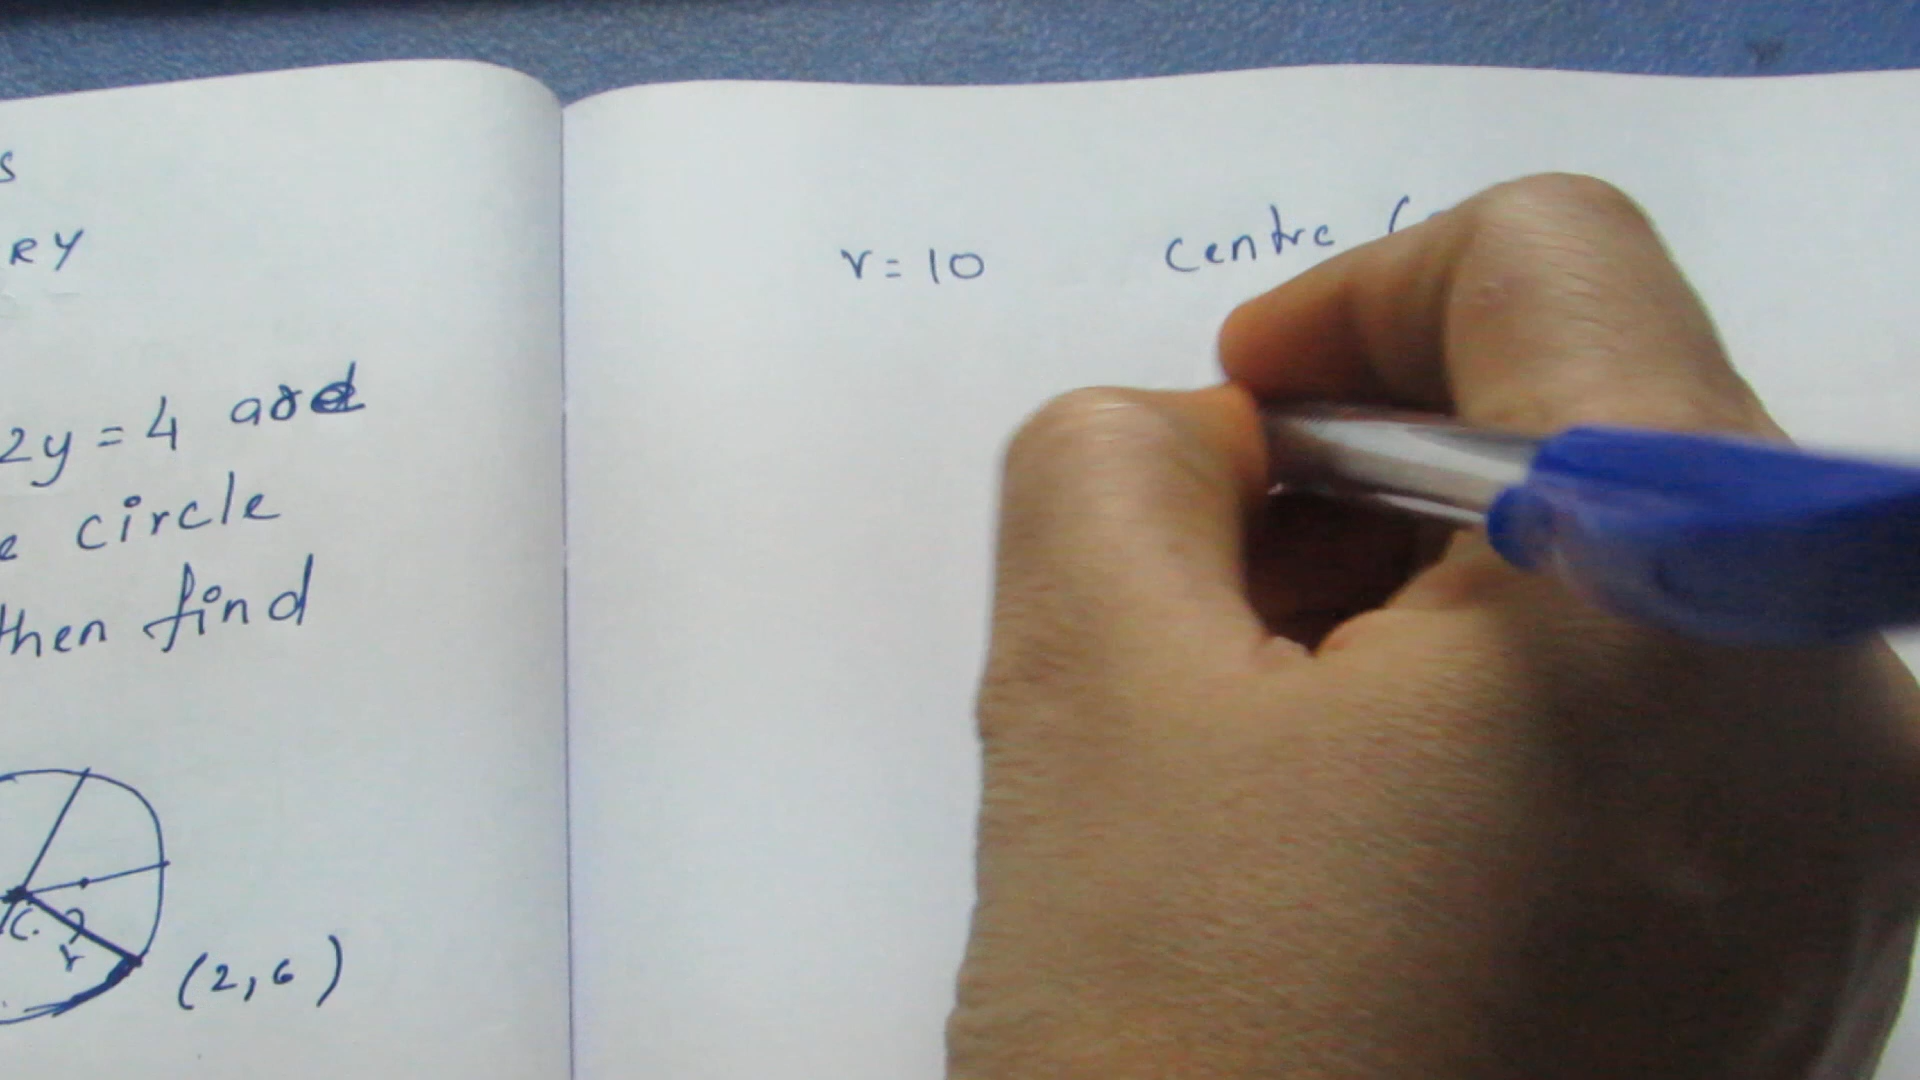 s
RY
2y = 4 are
e circle
then find
r
(2,6)
r = 10 centre (